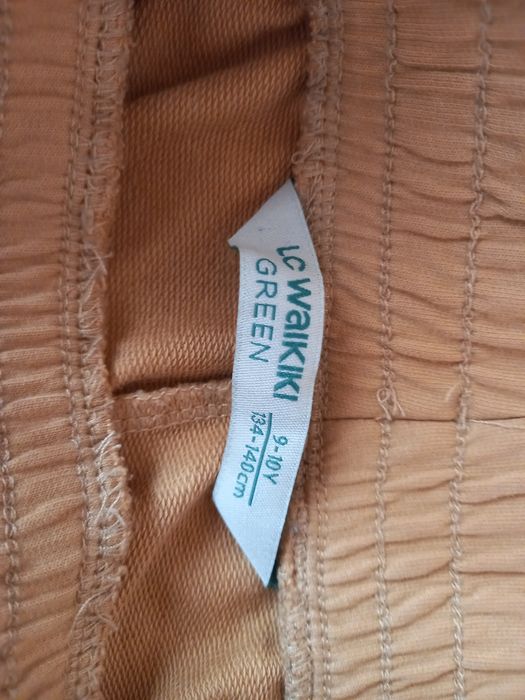 LC WAIKIKI
GREEN
9-10Y
134-140cm